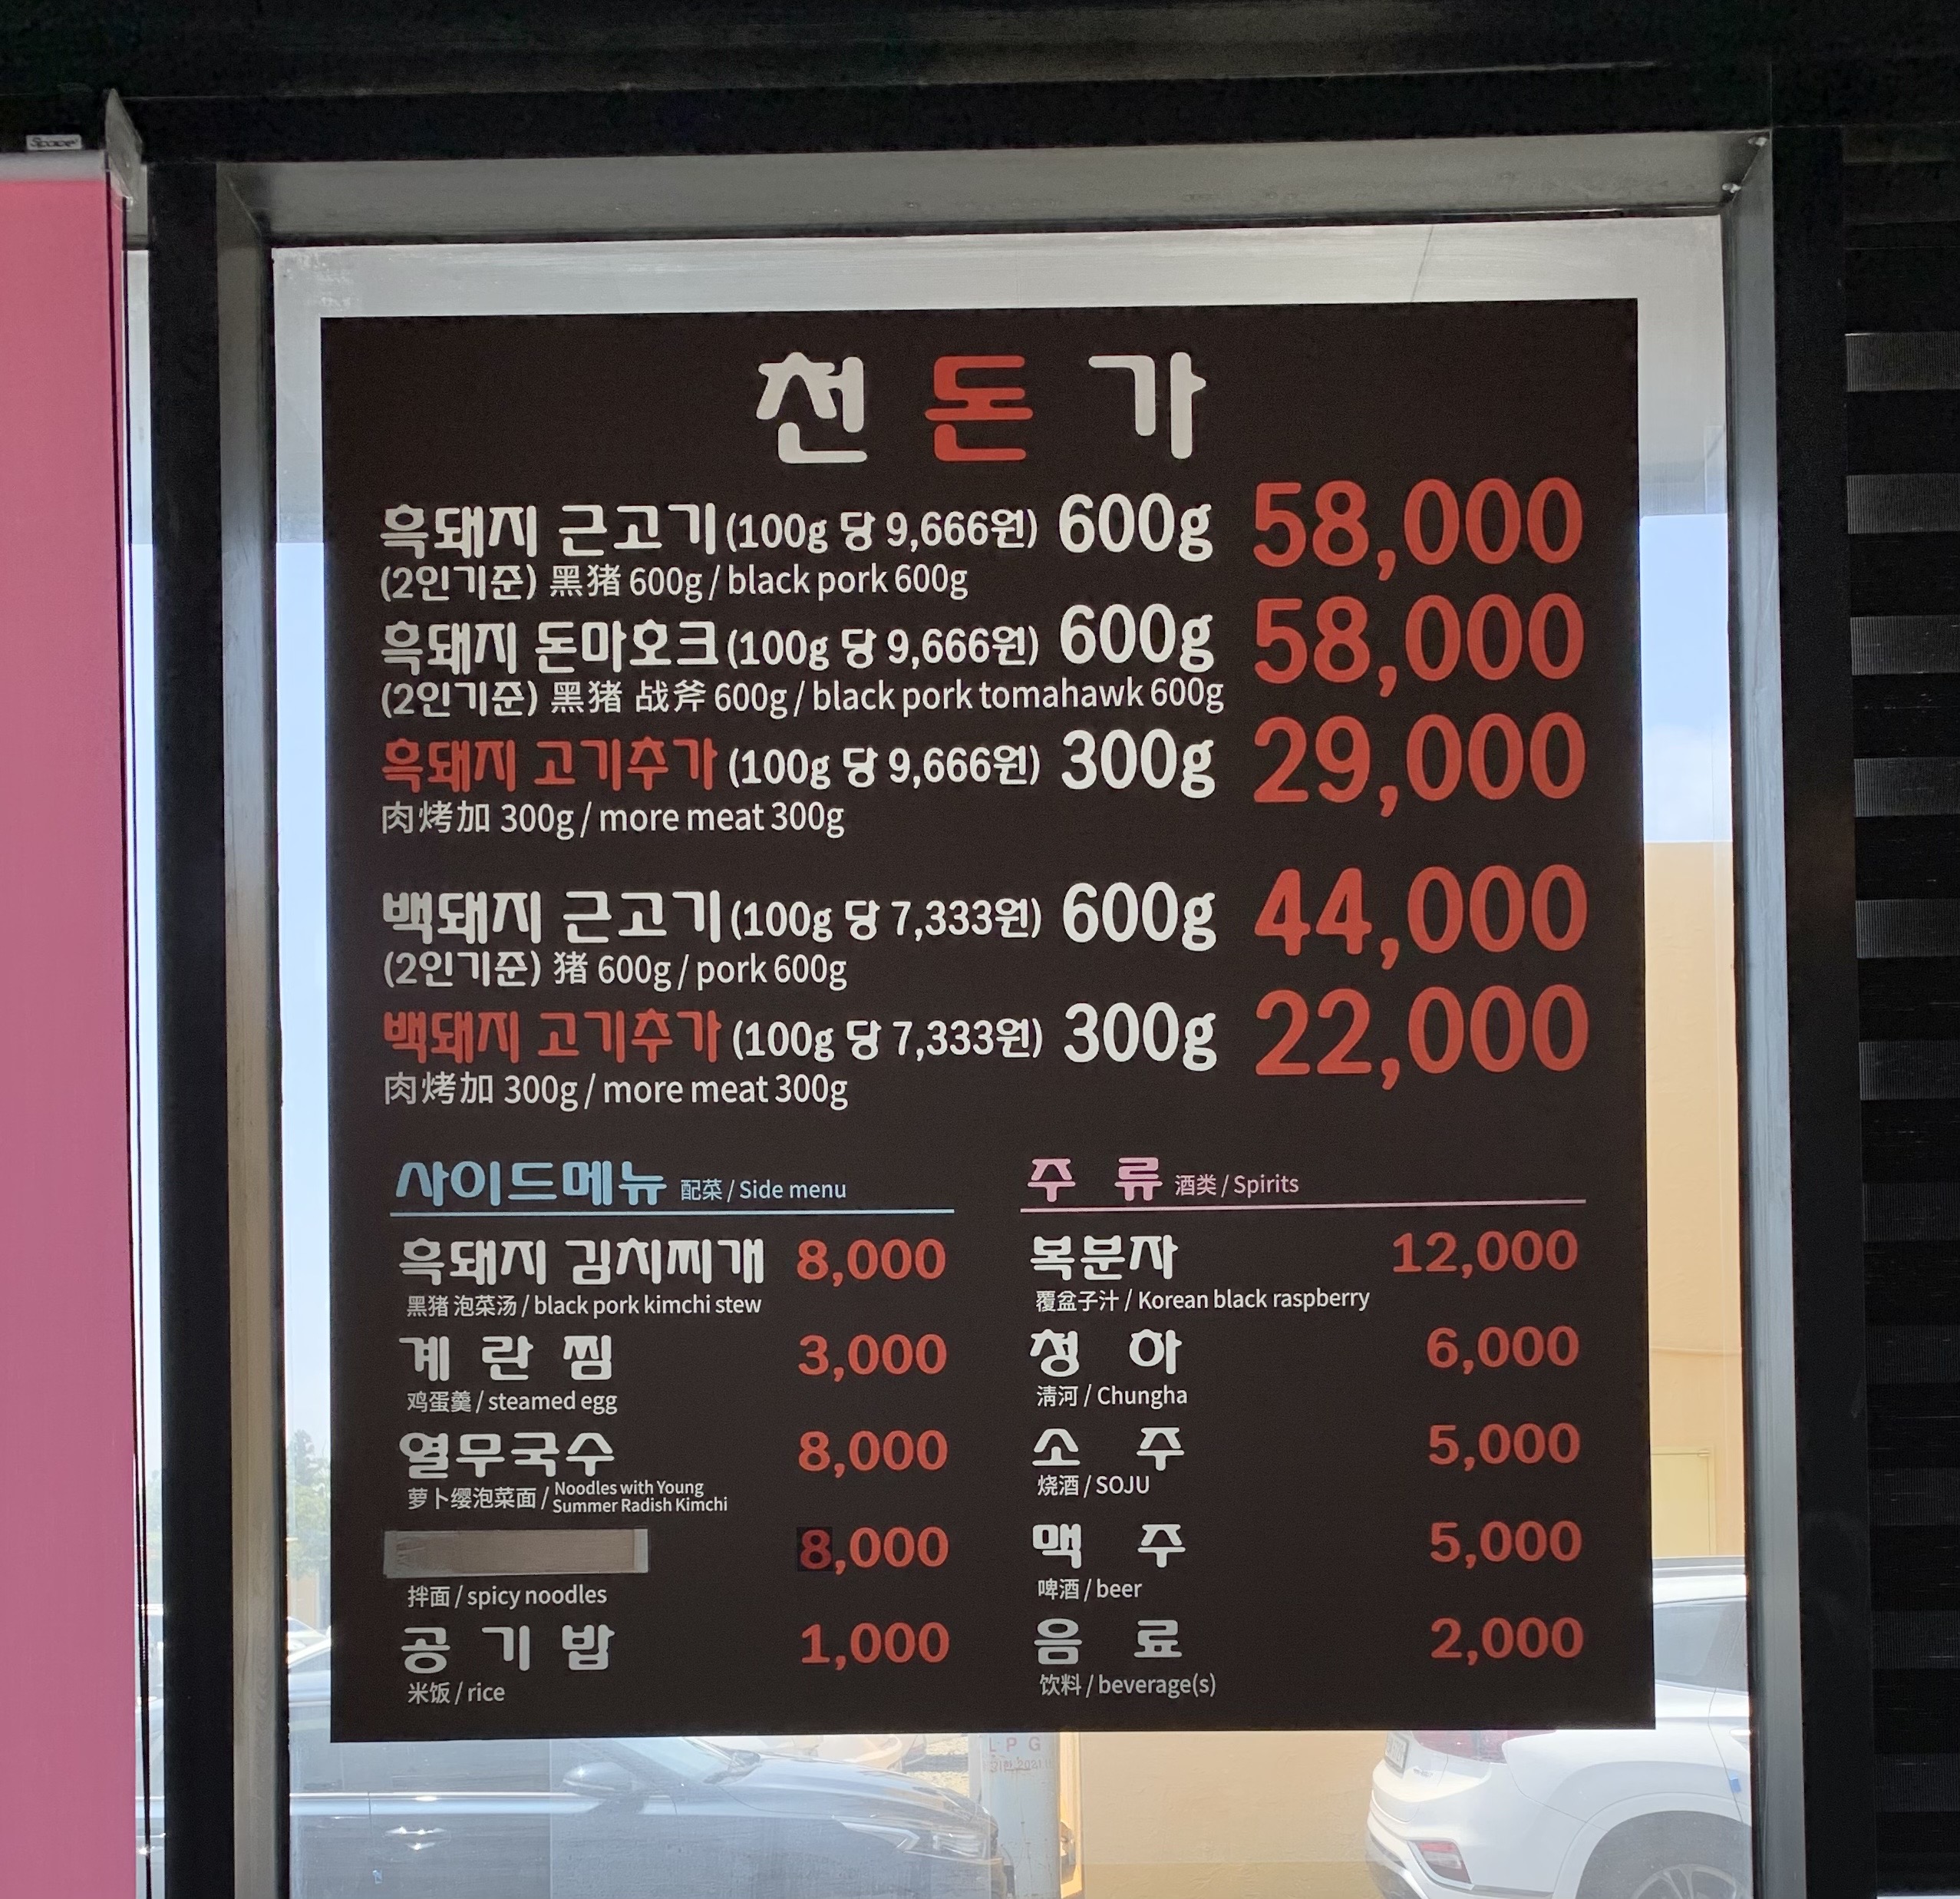 Space
천 돈 가
흑돼지 근고기 (100g 당 9,666원) 600g 58,000
(2인기준) 黑猪 600g / black pork 600g
흑돼지 돈마호크 (100g 당 9,666원) 600g 58,000
(2인기준) 黑猪 战斧 600g / black pork tomahawk 600g
흑돼지 고기추가 (100g 당 9,666원) 300g 29,000
肉烤加 300g / more meat 300g
백돼지 근고기 (100g 당 7,333원) 600g 44,000
(2인기준) 猪 600g / pork 600g
백돼지 고기추가 (100g 당 7,333원) 300g 22,000
肉烤加 300g / more meat 300g
사이드메뉴 配菜 / Side menu
흑돼지 김치찌개 8,000
黑猪 泡菜汤 / black pork kimchi stew
계 란 찜 3,000
鸡蛋羹 / steamed egg
열무국수 8,000
萝卜缨泡菜面 / Noodles with Young
Summer Radish Kimchi
8,000
拌面 / spicy noodles
공 기 밥 1,000
米饭 / rice
주 류 酒类 / Spirits
복분자 12,000
覆盆子汁 / Korean black raspberry
청 하 6,000
清河 / Chungha
소 주 5,000
烧酒 / SOJU
맥 주 5,000
啤酒 / beer
음 료 2,000
饮料 / beverage(s)
L P G